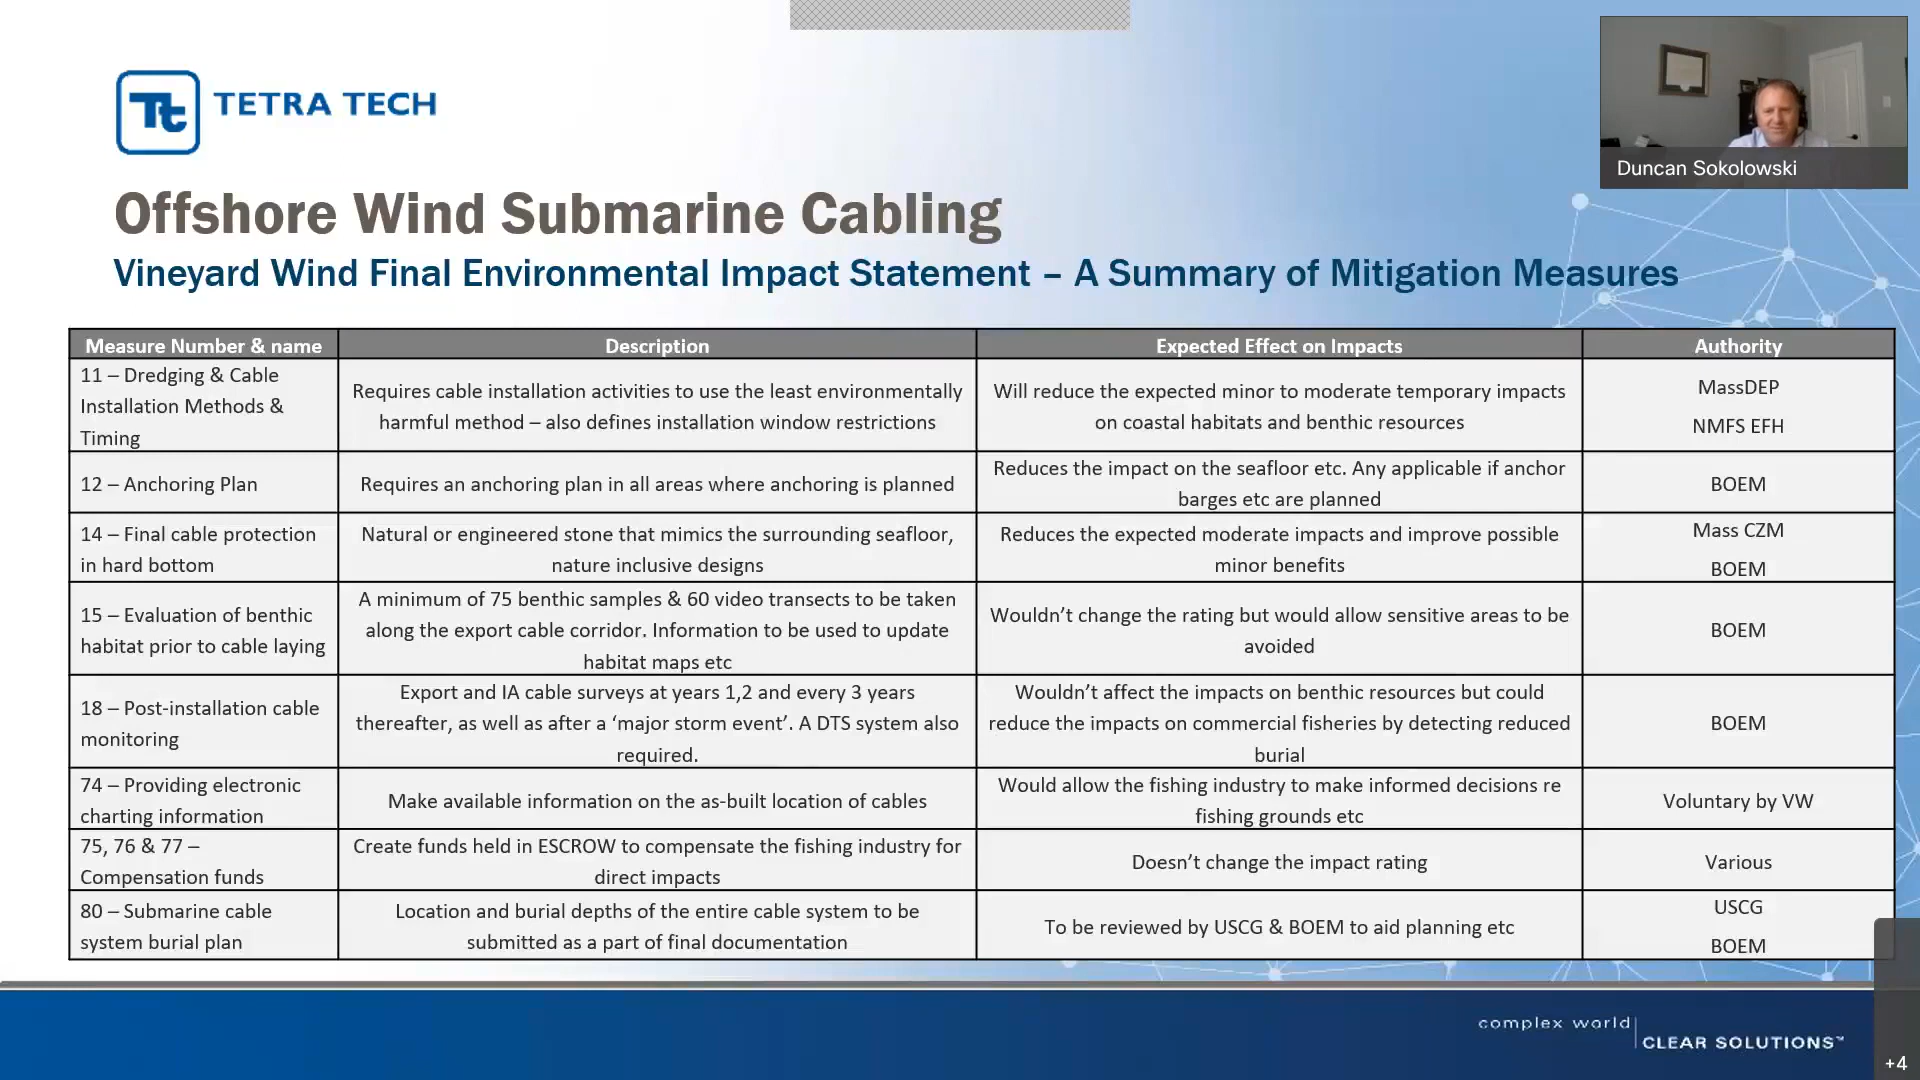 Tt TETRA TECH
Duncan Sokolowski
Offshore Wind Submarine Cabling
Vineyard Wind Final Environmental Impact Statement – A Summary of Mitigation Measures
Measure Number & name
Description
Expected Effect on Impacts
Authority
11 – Dredging & Cable
Installation Methods &
Timing
Requires cable installation activities to use the least environmentally
harmful method – also defines installation window restrictions
Will reduce the expected minor to moderate temporary impacts
on coastal habitats and benthic resources
MassDEP
NMFS EFH
12 – Anchoring Plan
Requires an anchoring plan in all areas where anchoring is planned
Reduces the impact on the seafloor etc. Any applicable if anchor
barges etc are planned
BOEM
14 – Final cable protection
in hard bottom
Natural or engineered stone that mimics the surrounding seafloor,
nature inclusive designs
Reduces the expected moderate impacts and improve possible
minor benefits
Mass CZM
BOEM
15 – Evaluation of benthic
habitat prior to cable laying
A minimum of 75 benthic samples & 60 video transects to be taken
along the export cable corridor. Information to be used to update
habitat maps etc
Wouldn’t change the rating but would allow sensitive areas to be
avoided
BOEM
18 – Post-installation cable
monitoring
Export and IA cable surveys at years 1,2 and every 3 years
thereafter, as well as after a ‘major storm event’. A DTS system also
required.
Wouldn’t affect the impacts on benthic resources but could
reduce the impacts on commercial fisheries by detecting reduced
burial
BOEM
74 – Providing electronic
charting information
Make available information on the as-built location of cables
Would allow the fishing industry to make informed decisions re
fishing grounds etc
Voluntary by VW
75, 76 & 77 –
Compensation funds
Create funds held in ESCROW to compensate the fishing industry for
direct impacts
Doesn’t change the impact rating
Various
80 – Submarine cable
system burial plan
Location and burial depths of the entire cable system to be
submitted as a part of final documentation
To be reviewed by USCG & BOEM to aid planning etc
USCG
BOEM
complex world
CLEAR SOLUTIONS™
+4